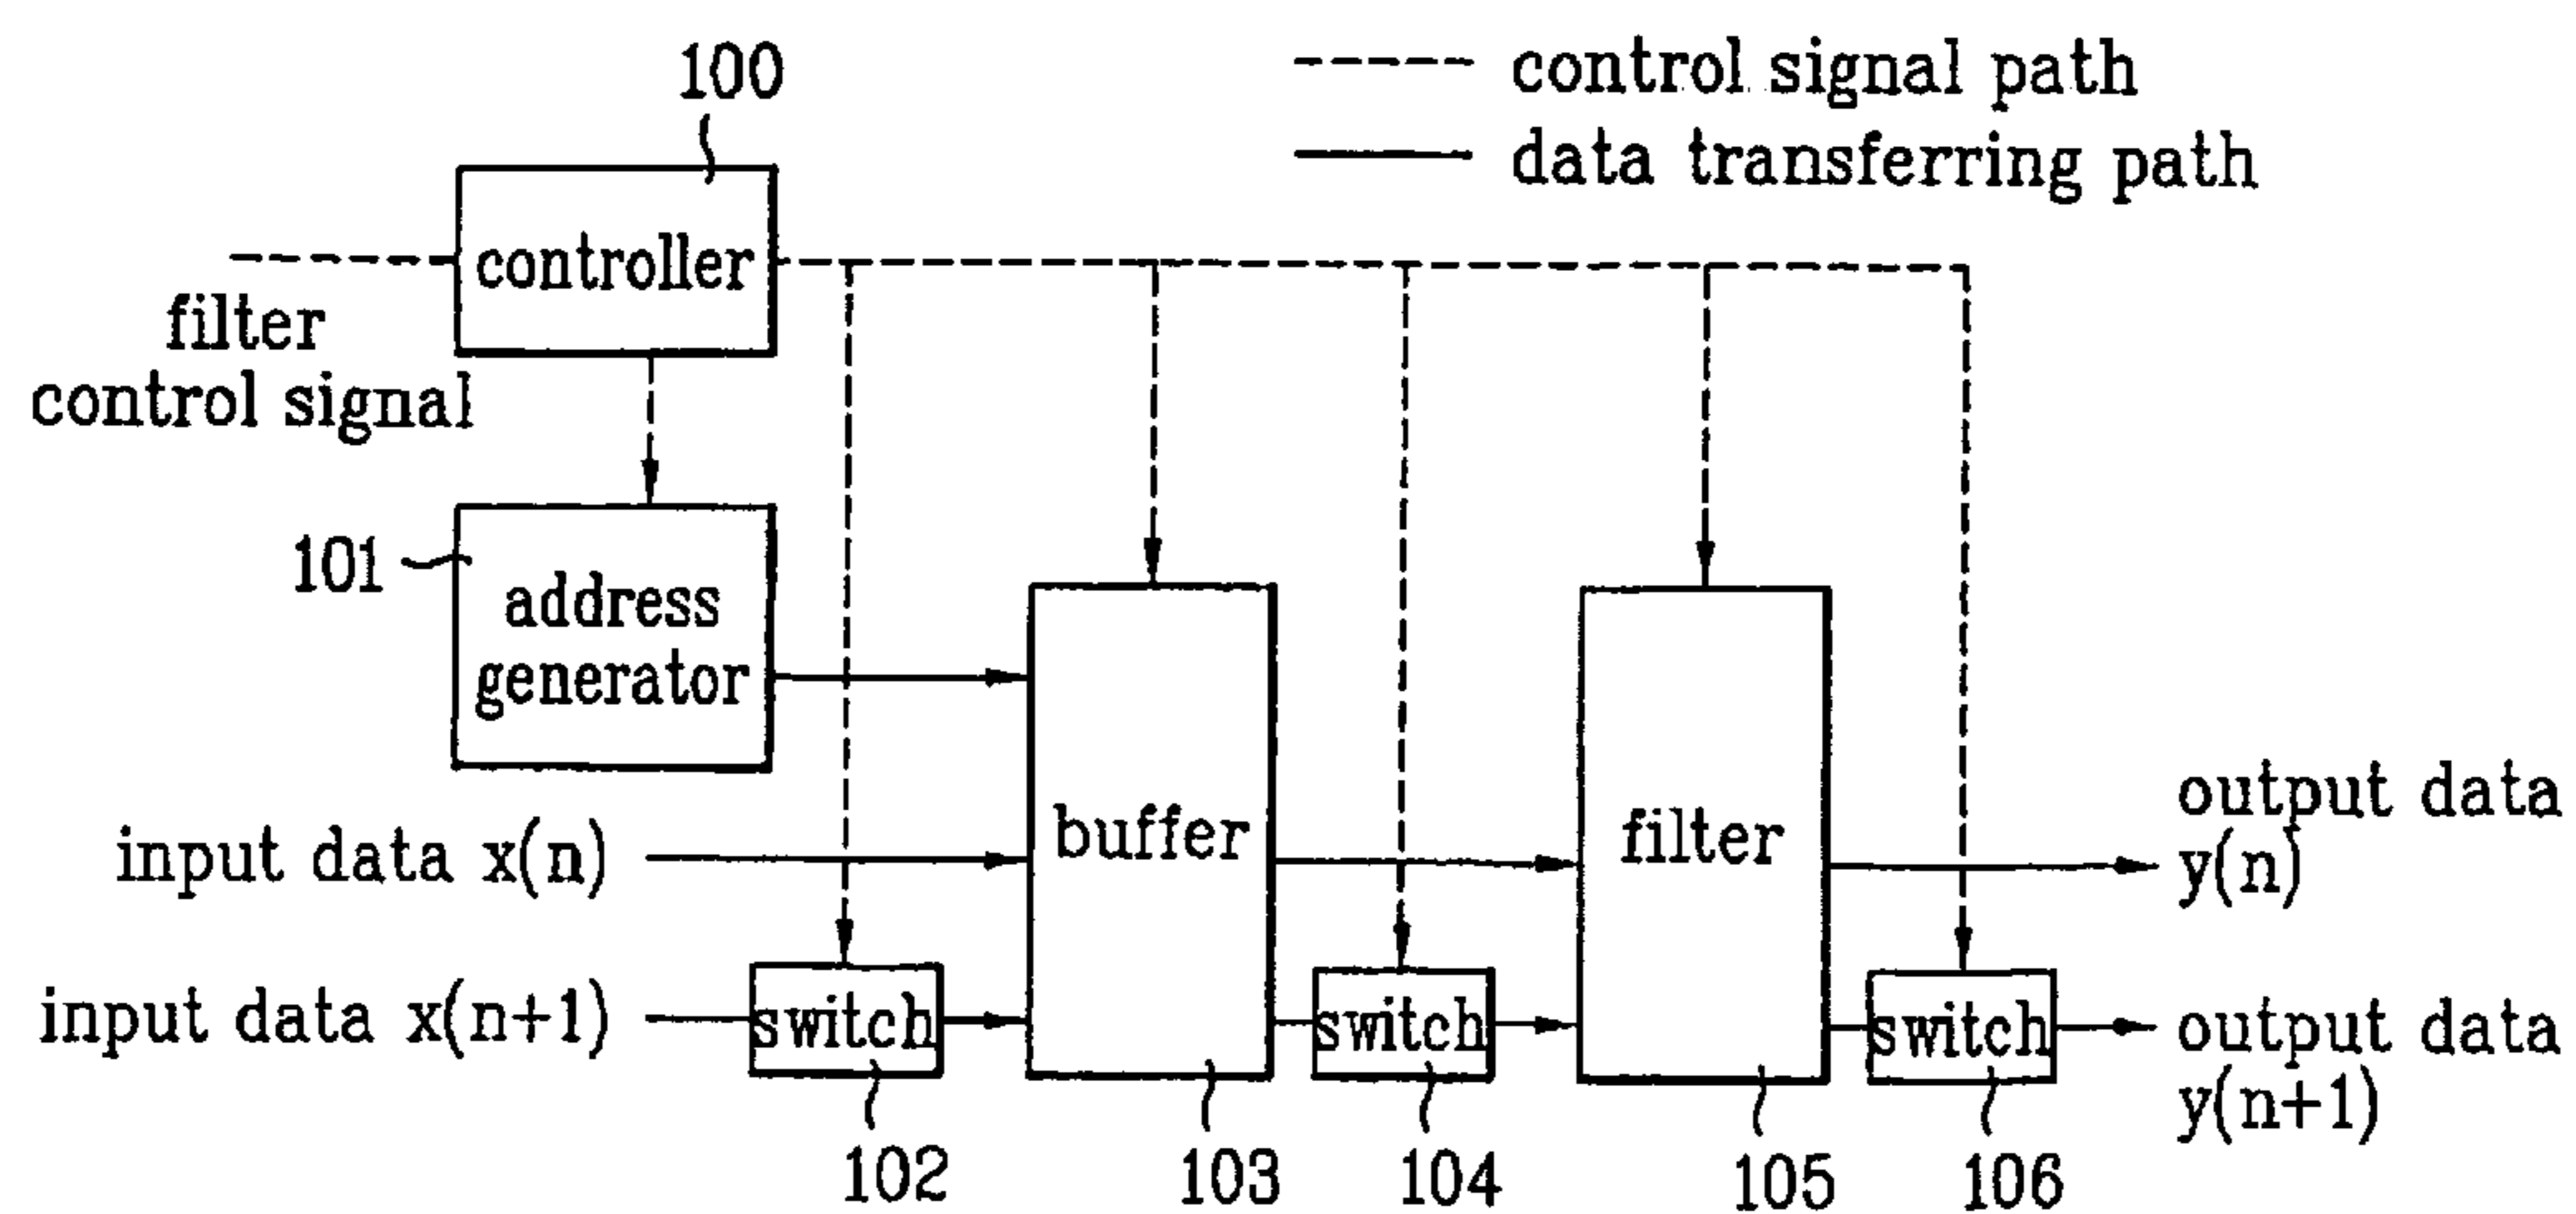 100
control signal path
data transferring path
controller
filter
control signal
101
address
generator
buffer
filter
input data x(n)
output data
y(n)
input data x(n+1)
switch
switch
switch
output data
y(n+1)
102
103
104
105
106